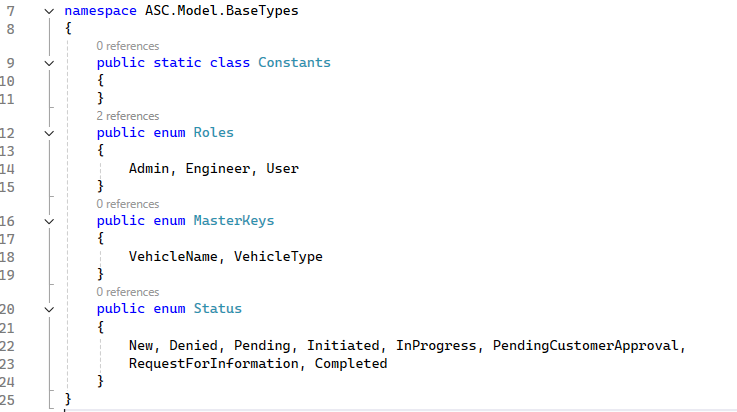 7 namespace ASC.Model.BaseTypes
8 {
0 references
9 public static class Constants
10 {
11 }
2 references
12 public enum Roles
13 {
14 Admin, Engineer, User
15 }
0 references
16 public enum MasterKeys
17 {
18 VehicleName, VehicleType
19 }
0 references
20 public enum Status
21 {
22 New, Denied, Pending, Initiated, InProgress, PendingCustomerApproval,
23 RequestForInformation, Completed
24 }
25 }